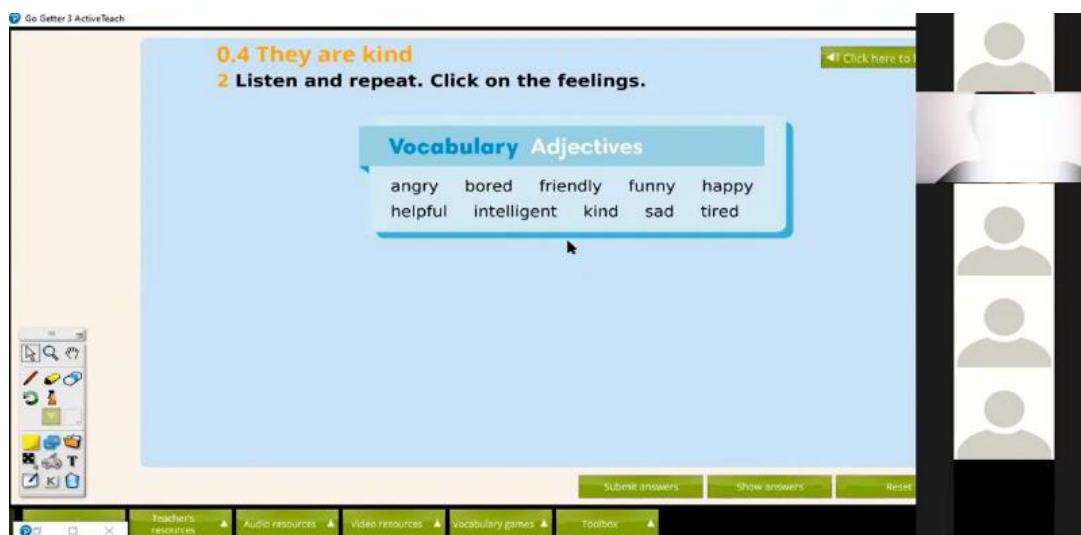 Go Getter 3 ActiveTeach
0.4 They are kind
Click here to
2 Listen and repeat. Click on the feelings.
Vocabulary Adjectives
angry bored friendly funny happy
helpful intelligent kind sad tired
T
K
Submit answers Show answers Reset
Teacher's resources Audio resources Video resources Vocabulary games Toolbox